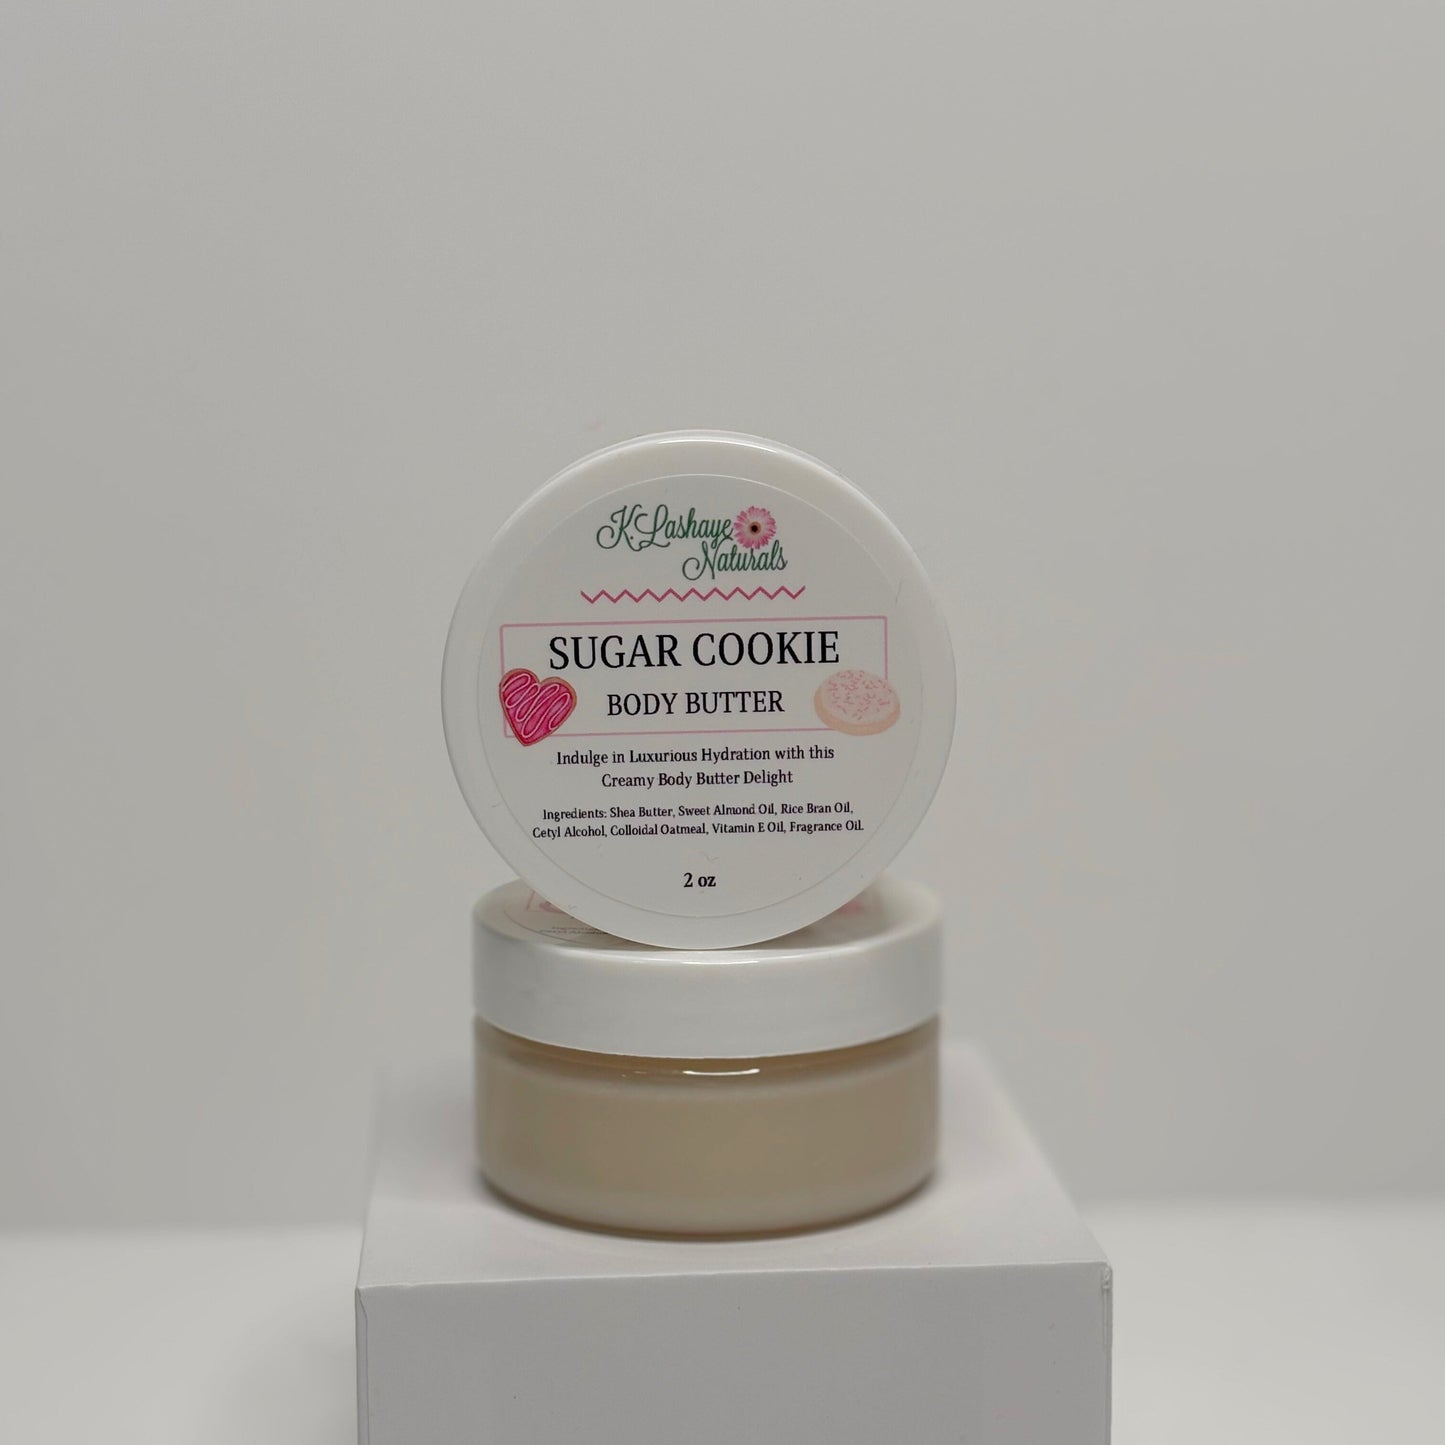 K. Lashaye
Naturals
SUGAR COOKIE
BODY BUTTER
Indulge in Luxurious Hydration with this
Creamy Body Butter Delight
Ingredients: Shea Butter, Sweet Almond Oil, Rice Bran Oil,
Cetyl Alcohol, Colloidal Oatmeal, Vitamin E Oil, Fragrance Oil.
2 oz